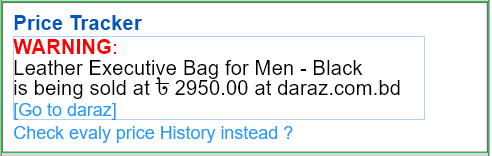 Price Tracker
WARNING:
Leather Executive Bag for Men - Black
is being sold at ৳ 2950.00 at daraz.com.bd
[Go to daraz]
Check evaly price History instead ?